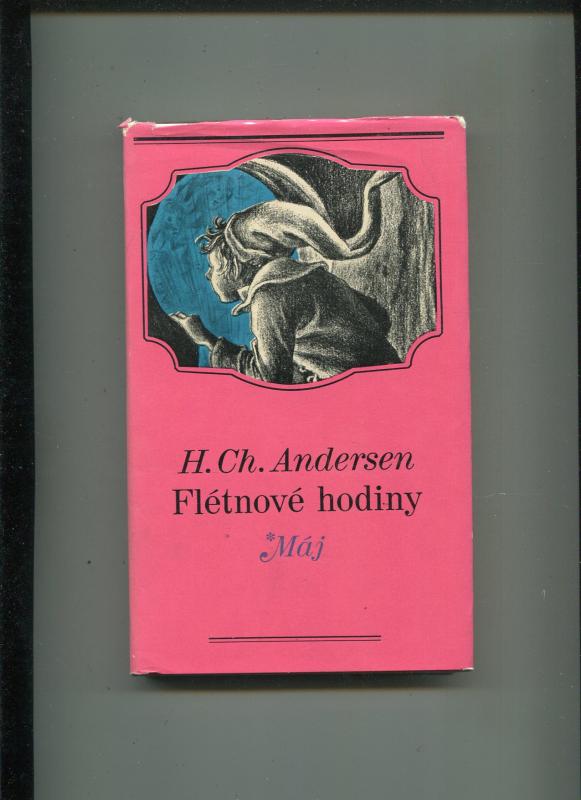 H. Ch. Andersen
Flétnové hodiny
*Máj